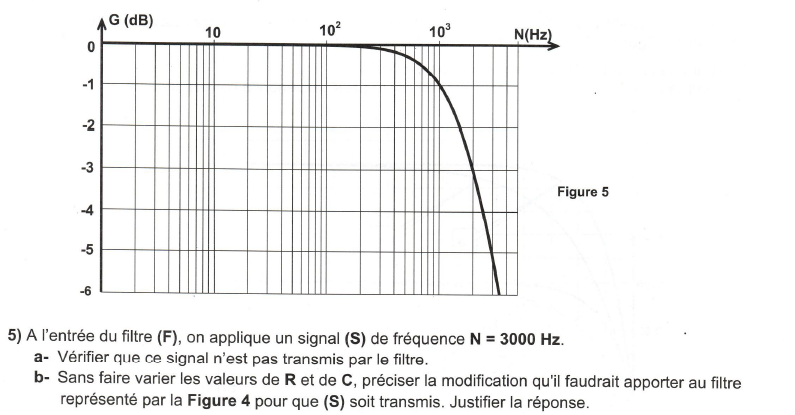 G (dB)
10
10²
10³
N(Hz)
0
-1
-2
-3
-4
-5
-6
Figure 5
5) A l'entrée du filtre (F), on applique un signal (S) de fréquence N = 3000 Hz.
a- Vérifier que ce signal n'est pas transmis par le filtre.
b- Sans faire varier les valeurs de R et de C, préciser la modification qu'il faudrait apporter au filtre
représenté par la Figure 4 pour que (S) soit transmis. Justifier la réponse.